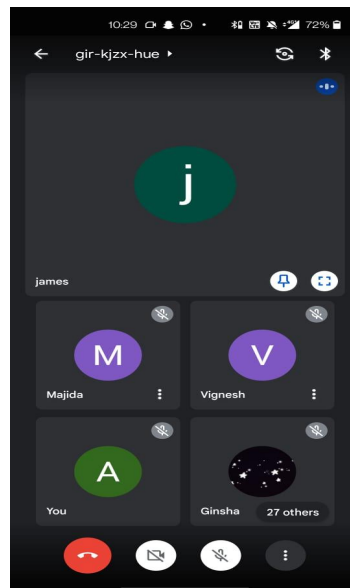 10:29 72%
gir-kjzx-hue
j
james
M V
Majida Vignesh
A
You Ginsha 27 others